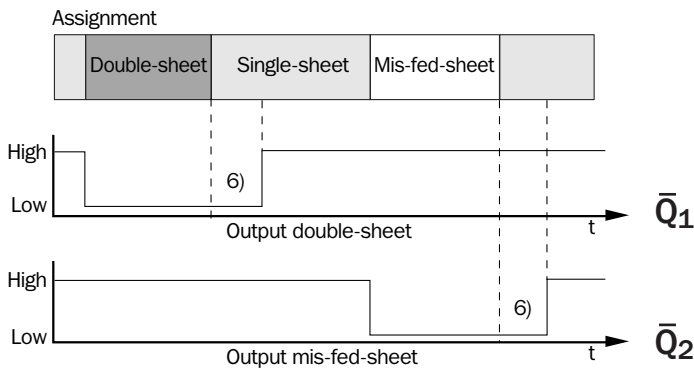 Assignment
Double-sheet Single-sheet Mis-fed-sheet
High
6)
Low
Output double-sheet t
Q̅1
High
6)
Low
Output mis-fed-sheet t
Q̅2